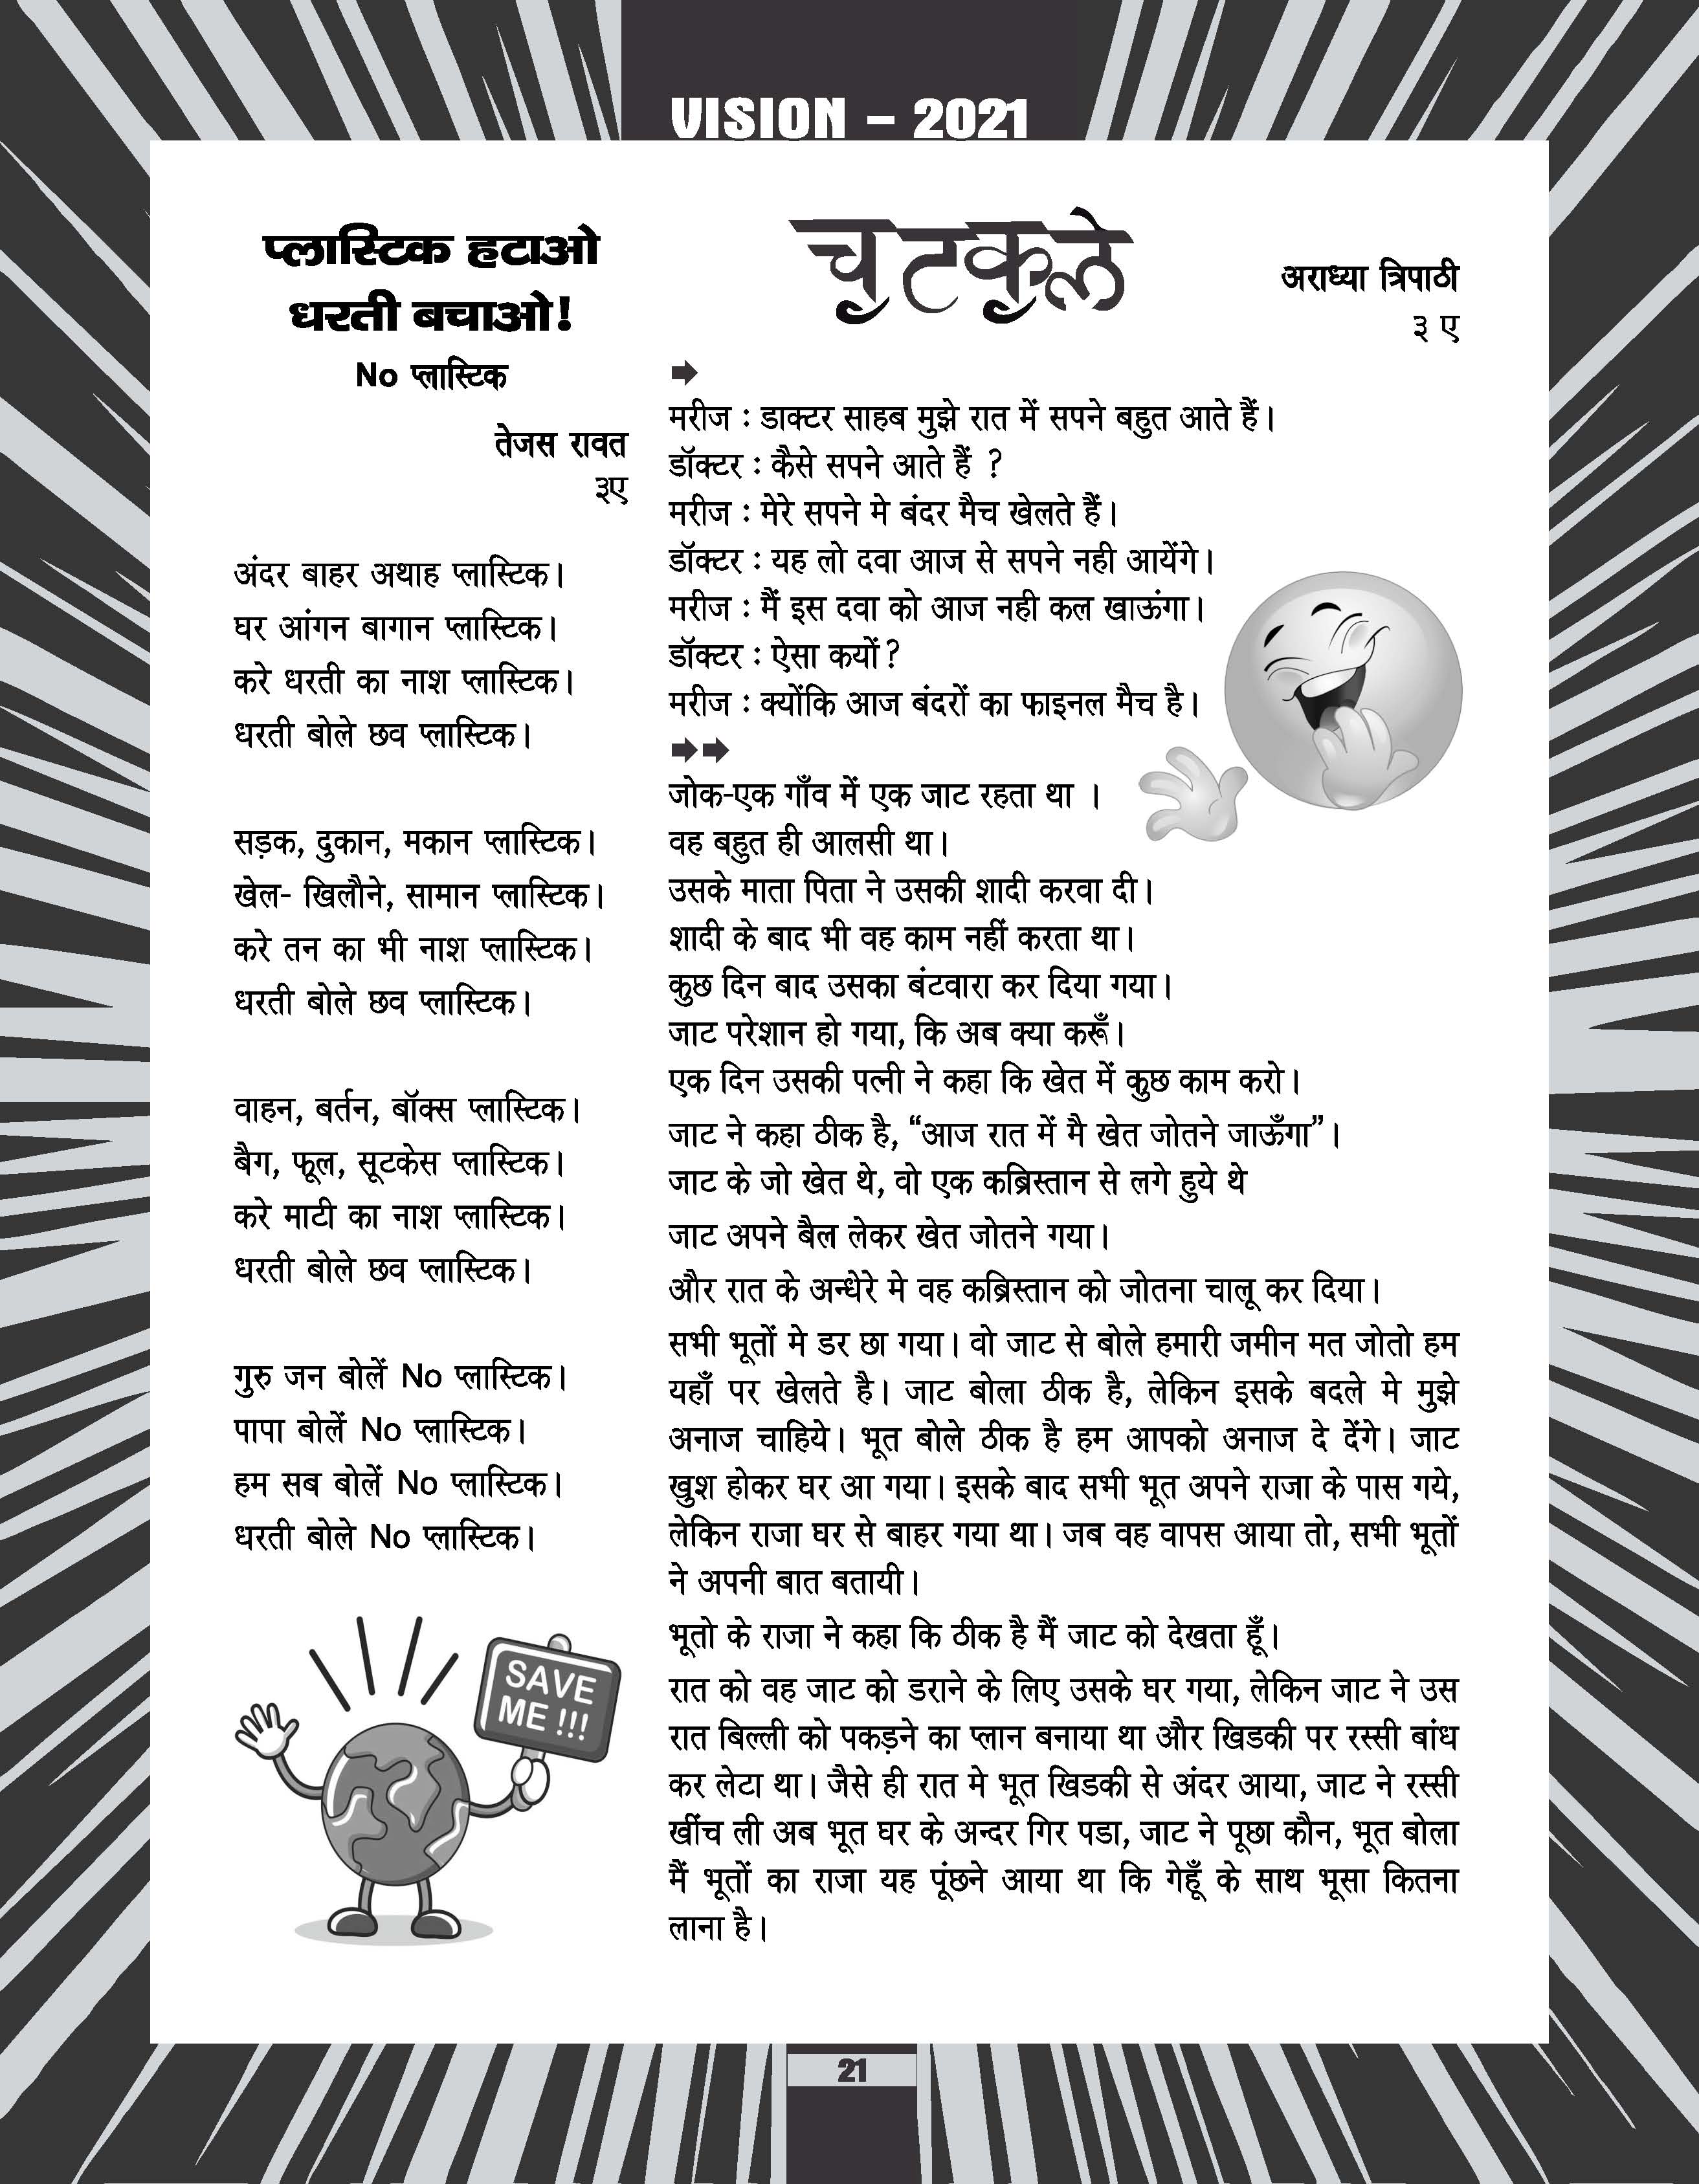 VISION – 2021
प्लास्टिक हटाओ
धरती बचाओ!
No प्लास्टिक
तेजस रावत
३ए
अंदर बाहर अथाह प्लास्टिक।
घर आंगन बागान प्लास्टिक।
करे धरती का नाश प्लास्टिक।
धरती बोले छव प्लास्टिक।
सड़क, दुकान, मकान प्लास्टिक।
खेल- खिलौने, सामान प्लास्टिक।
करे तन का भी नाश प्लास्टिक।
धरती बोले छव प्लास्टिक।
वाहन, बर्तन, बॉक्स प्लास्टिक।
बैग, फूल, सूटकेस प्लास्टिक।
करे माटी का नाश प्लास्टिक।
धरती बोले छव प्लास्टिक।
गुरु जन बोलें No प्लास्टिक।
पापा बोलें No प्लास्टिक।
हम सब बोलें No प्लास्टिक।
धरती बोले No प्लास्टिक।
SAVE
ME !!!
चुटकुले
अराध्या त्रिपाठी
३ ए
मरीज : डाक्टर साहब मुझे रात में सपने बहुत आते हैं।
डॉक्टर : कैसे सपने आते हैं ?
मरीज : मेरे सपने मे बंदर मैच खेलते हैं।
डॉक्टर : यह लो दवा आज से सपने नही आयेंगे।
मरीज : मैं इस दवा को आज नही कल खाऊंगा।
डॉक्टर : ऐसा कयों?
मरीज : क्योंकि आज बंदरों का फाइनल मैच है।
जोक-एक गाँव में एक जाट रहता था ।
वह बहुत ही आलसी था।
उसके माता पिता ने उसकी शादी करवा दी।
शादी के बाद भी वह काम नहीं करता था।
कुछ दिन बाद उसका बंटवारा कर दिया गया।
जाट परेशान हो गया, कि अब क्या करूँ।
एक दिन उसकी पत्नी ने कहा कि खेत में कुछ काम करो।
जाट ने कहा ठीक है, “आज रात में मै खेत जोतने जाऊँगा”।
जाट के जो खेत थे, वो एक कब्रिस्तान से लगे हुये थे
जाट अपने बैल लेकर खेत जोतने गया।
और रात के अन्धेरे मे वह कब्रिस्तान को जोतना चालू कर दिया।
सभी भूतों मे डर छा गया। वो जाट से बोले हमारी जमीन मत जोतो हम
यहाँ पर खेलते है। जाट बोला ठीक है, लेकिन इसके बदले मे मुझे
अनाज चाहिये। भूत बोले ठीक है हम आपको अनाज दे देंगे। जाट
खुश होकर घर आ गया। इसके बाद सभी भूत अपने राजा के पास गये,
लेकिन राजा घर से बाहर गया था। जब वह वापस आया तो, सभी भूतों
ने अपनी बात बतायी।
भूतो के राजा ने कहा कि ठीक है मैं जाट को देखता हूँ।
रात को वह जाट को डराने के लिए उसके घर गया, लेकिन जाट ने उस
रात बिल्ली को पकड़ने का प्लान बनाया था और खिडकी पर रस्सी बांध
कर लेटा था। जैसे ही रात मे भूत खिडकी से अंदर आया, जाट ने रस्सी
खींच ली अब भूत घर के अन्दर गिर पडा, जाट ने पूछा कौन, भूत बोला
मैं भूतों का राजा यह पूंछने आया था कि गेहूँ के साथ भूसा कितना
लाना है।
21